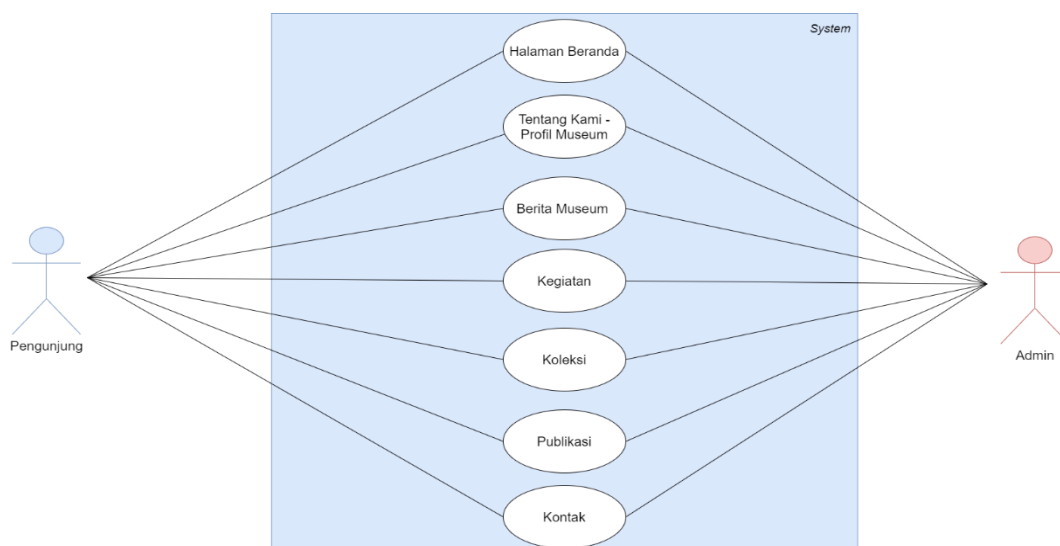 System
Halaman Beranda
Tentang Kami -
Profil Museum
Berita Museum
Kegiatan
Koleksi
Publikasi
Kontak
Pengunjung
Admin